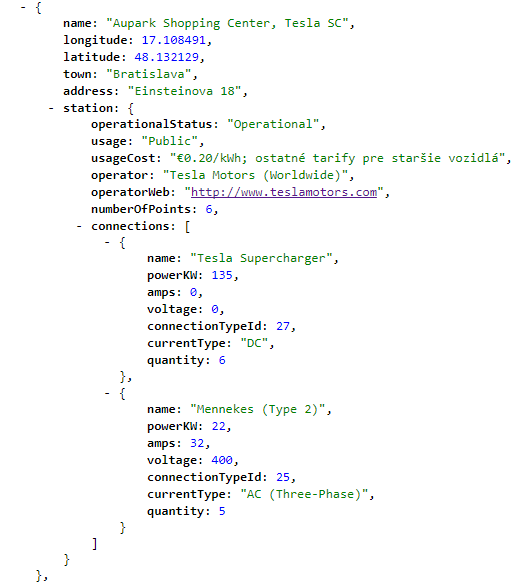 - {
name: "Aupark Shopping Center, Tesla SC",
longitude: 17.108491,
latitude: 48.132129,
town: "Bratislava",
address: "Einsteinova 18",
- station: {
operationalStatus: "Operational",
usage: "Public",
usageCost: "€0.20/kWh; ostatné tarify pre staršie vozidlá",
operator: "Tesla Motors (Worldwide)",
operatorWeb: "http://www.teslamotors.com",
numberOfPoints: 6,
- connections: [
- {
name: "Tesla Supercharger",
powerKW: 135,
amps: 0,
voltage: 0,
connectionTypeId: 27,
currentType: "DC",
quantity: 6
},
- {
name: "Mennekes (Type 2)",
powerKW: 22,
amps: 32,
voltage: 400,
connectionTypeId: 25,
currentType: "AC (Three-Phase)",
quantity: 5
}
]
}
},